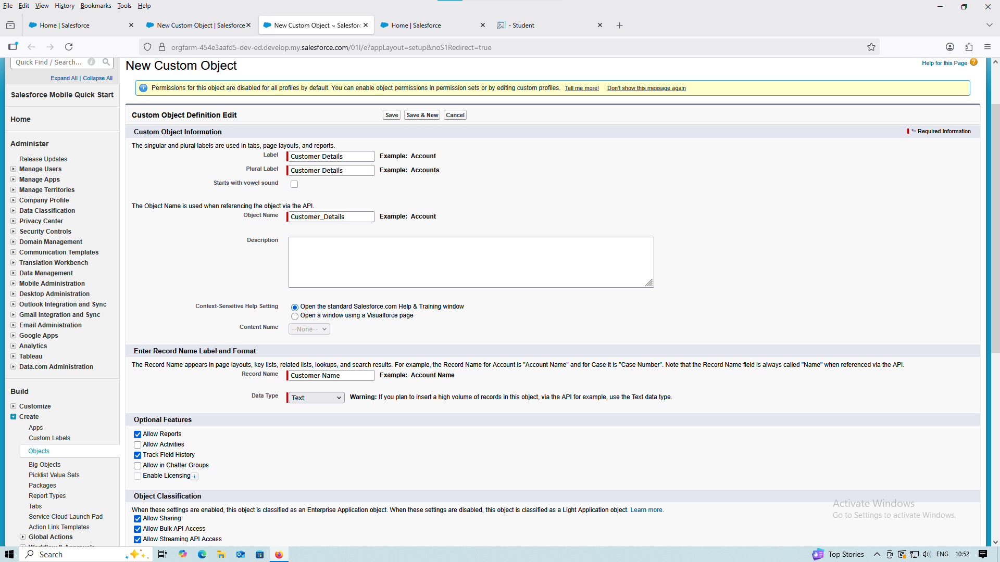 File Edit View History Bookmarks Tools Help
Home | Salesforce
New Custom Object | Salesforce
New Custom Object ~ Salesforc
Home | Salesforce
- Student
orgfarm-454e3aafd5-dev-ed.develop.my.salesforce.com/01I/e?appLayout=setup&noS1Redirect=true
Quick Find / Search...
Expand All | Collapse All
Salesforce Mobile Quick Start
Home
Administer
Release Updates
Manage Users
Manage Apps
Manage Territories
Company Profile
Data Classification
Privacy Center
Security Controls
Domain Management
Communication Templates
Translation Workbench
Data Management
Mobile Administration
Desktop Administration
Outlook Integration and Sync
Gmail Integration and Sync
Email Administration
Google Apps
Analytics
Tableau
Data.com Administration
Build
Customize
Create
Apps
Custom Labels
Objects
Big Objects
Picklist Value Sets
Packages
Report Types
Tabs
Service Cloud Launch Pad
Action Link Templates
Global Actions
New Custom Object
Help for this Page
Permissions for this object are disabled for all profiles by default. You can enable object permissions in permission sets or by editing custom profiles. Tell me more! Don't show this message again
Custom Object Definition Edit
Save
Save & New
Cancel
Custom Object Information
*= Required Information
The singular and plural labels are used in tabs, page layouts, and reports.
Label Customer Details Example: Account
Plural Label Customer Details Example: Accounts
Starts with vowel sound
The Object Name is used when referencing the object via the API.
Object Name Customer_Details Example: Account
Description
Context-Sensitive Help Setting Open the standard Salesforce.com Help & Training window
Open a window using a Visualforce page
Content Name --None--
Enter Record Name Label and Format
The Record Name appears in page layouts, key lists, related lists, lookups, and search results. For example, the Record Name for Account is "Account Name" and for Case it is "Case Number". Note that the Record Name field is always called "Name" when referenced via the API.
Record Name Customer Name Example: Account Name
Data Type Text Warning: If you plan to insert a high volume of records in this object, via the API for example, use the Text data type.
Optional Features
Allow Reports
Allow Activities
Track Field History
Allow in Chatter Groups
Enable Licensing
Object Classification
When these settings are enabled, this object is classified as an Enterprise Application object. When these settings are disabled, this object is classified as a Light Application object. Learn more.
Allow Sharing
Allow Bulk API Access
Allow Streaming API Access
Activate Windows
Go to Settings to activate Windows.
Search
Top Stories
ENG
10:52